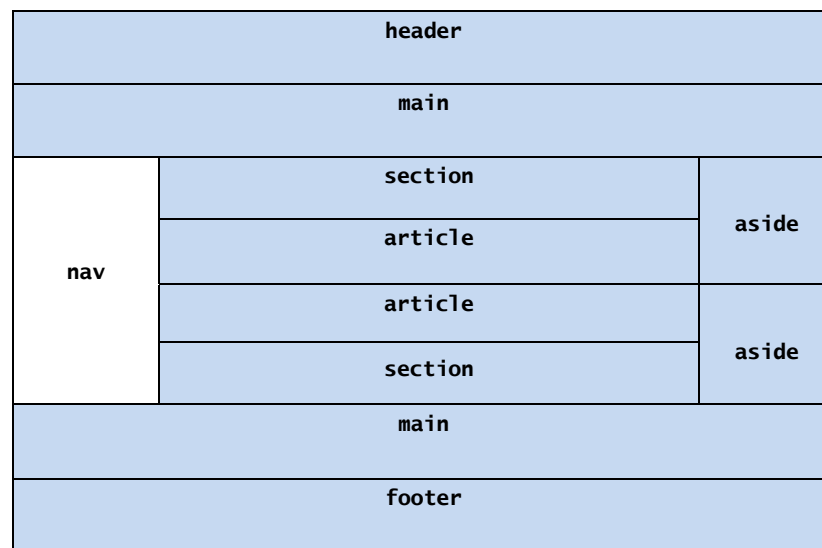 header
main
section
aside
article
nav
article
aside
section
main
footer